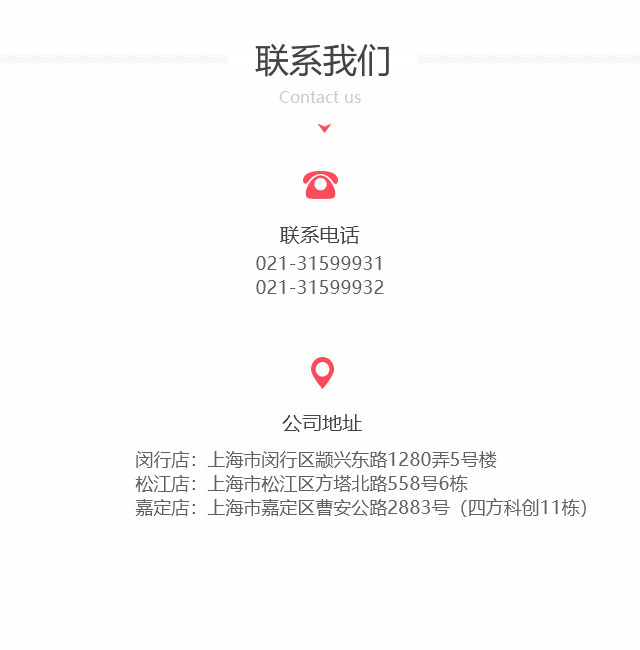 联系我们
Contact us
联系电话
021-31599931
021-31599932
公司地址
闵行店：上海市闵行区颛兴东路1280弄5号楼
松江店：上海市松江区方塔北路558号6栋
嘉定店：上海市嘉定区曹安公路2883号（四方科创11栋）